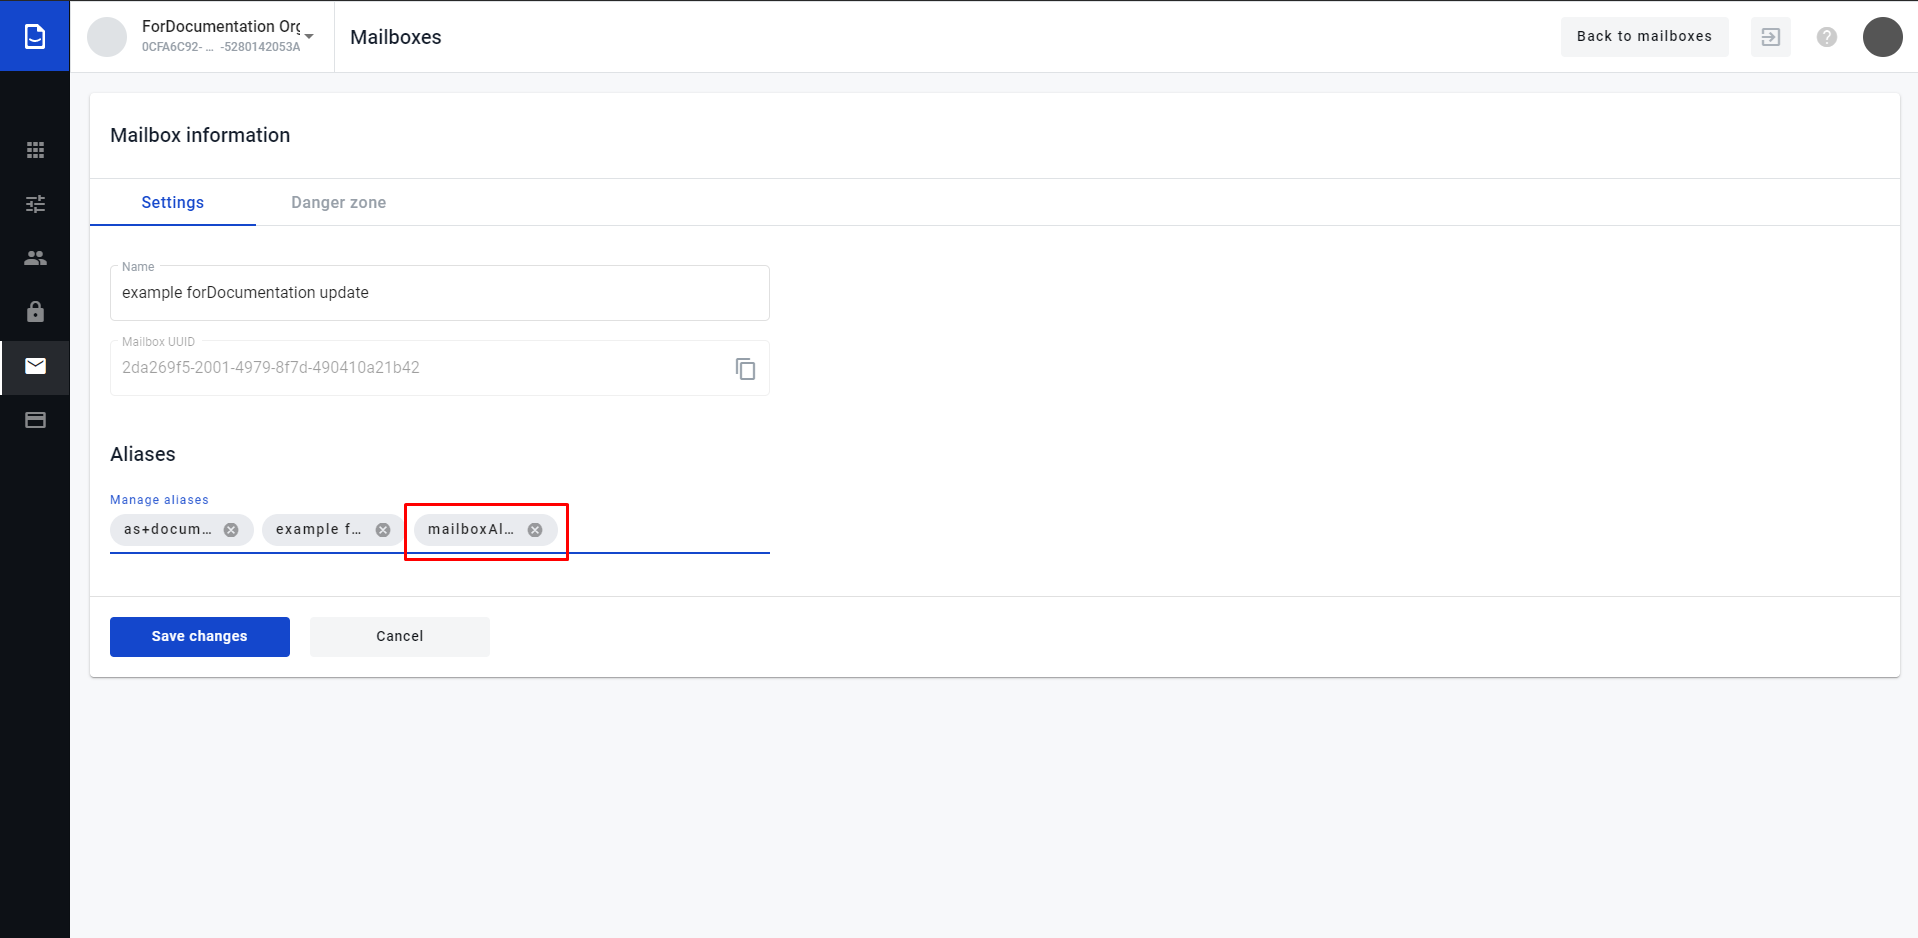 ForDocumentation Org
0CFA6C92- ... -5280142053A
Mailboxes
Back to mailboxes
Mailbox information
Settings
Danger zone
Name
example forDocumentation update
Mailbox UUID
2da269f5-2001-4979-8f7d-490410a21b42
Aliases
Manage aliases
as+docum...
example f...
mailboxAl...
Save changes
Cancel